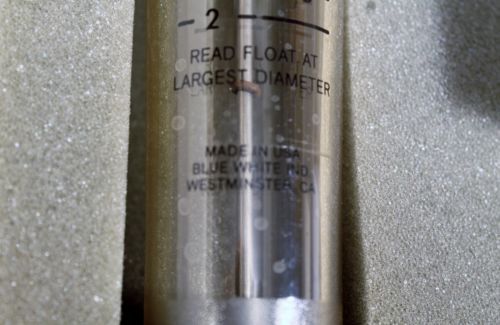 2
READ FLOAT AT
LARGEST DIAMETER
MADE IN USA
BLUE WHITE IND.
WESTMINSTER, CA